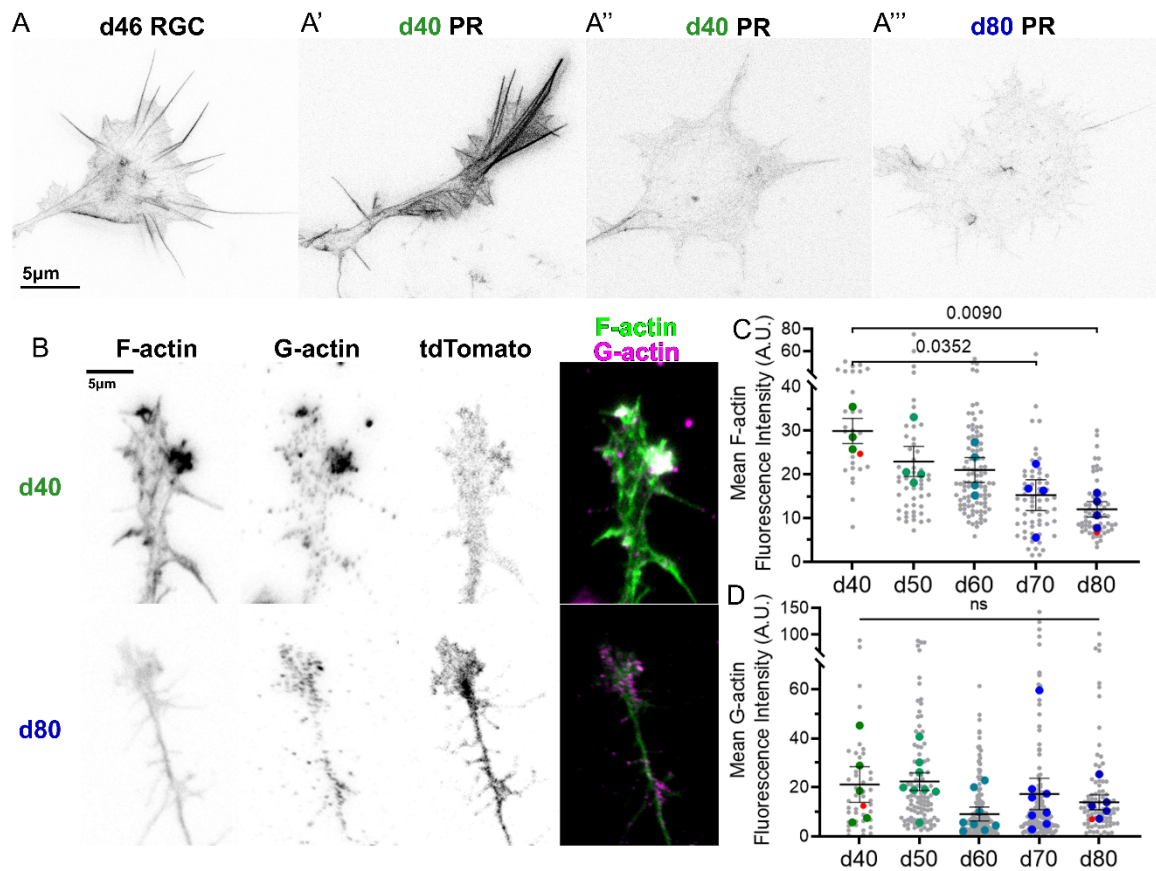 A d46 RGC A' d40 PR A'' d40 PR A''' d80 PR
5µm
B F-actin G-actin tdTomato F-actin
G-actin
5µm
d40
d80
C
Mean F-actin
Fluorescence Intensity (A.U.)
80
60
40
30
20
10
0
0.0090
0.0352
d40 d50 d60 d70 d80
D
Mean G-actin
Fluorescence Intensity (A.U.)
150
100
60
40
20
0
ns
d40 d50 d60 d70 d80